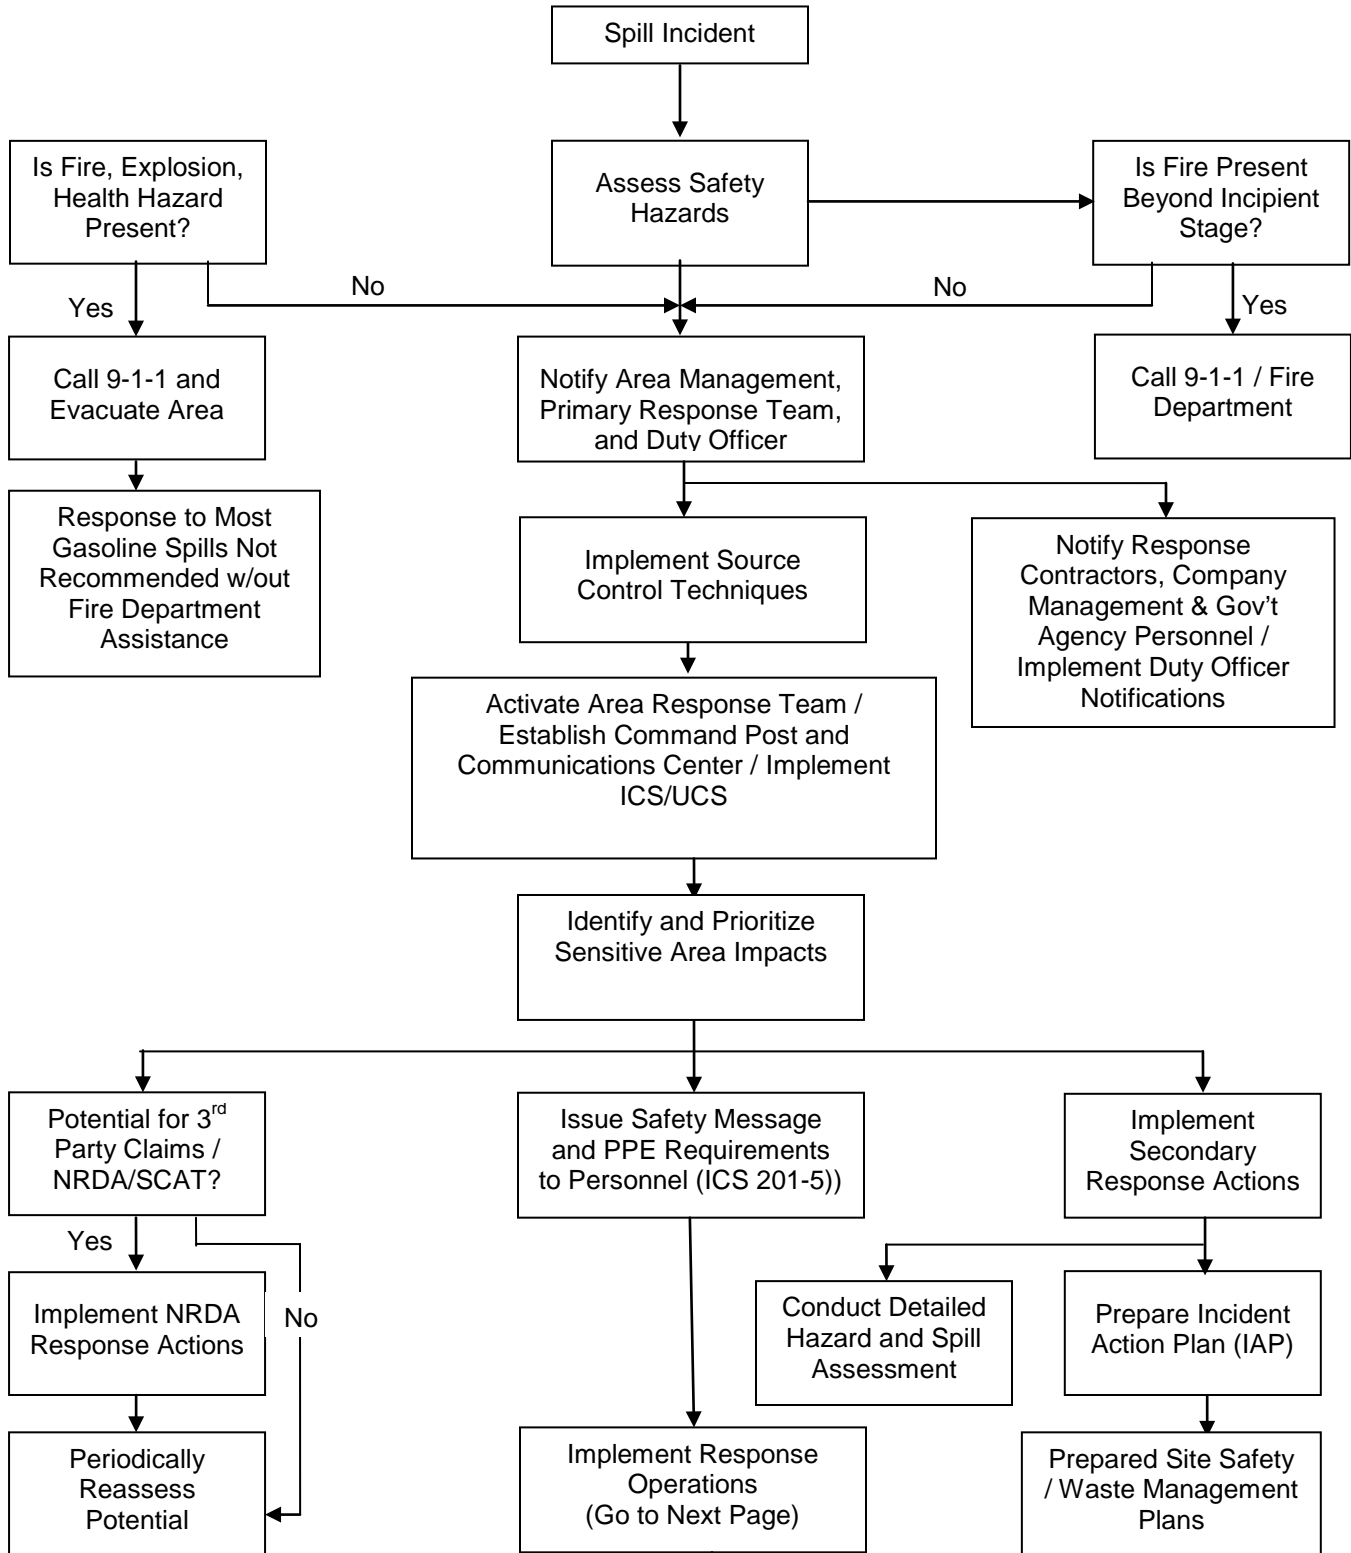 Spill Incident
Is Fire, Explosion,
Health Hazard
Present?
Assess Safety
Hazards
Is Fire Present
Beyond Incipient
Stage?
No
No
Yes
Yes
Call 9-1-1 and
Evacuate Area
Notify Area Management,
Primary Response Team,
and Duty Officer
Call 9-1-1 / Fire
Department
Response to Most
Gasoline Spills Not
Recommended w/out
Fire Department
Assistance
Implement Source
Control Techniques
Notify Response
Contractors, Company
Management & Gov't
Agency Personnel /
Implement Duty Officer
Notifications
Activate Area Response Team /
Establish Command Post and
Communications Center / Implement
ICS/UCS
Identify and Prioritize
Sensitive Area Impacts
Potential for 3rd
Party Claims /
NRDA/SCAT?
Issue Safety Message
and PPE Requirements
to Personnel (ICS 201-5))
Implement
Secondary
Response Actions
Yes
No
Implement NRDA
Response Actions
Conduct Detailed
Hazard and Spill
Assessment
Prepare Incident
Action Plan (IAP)
Periodically
Reassess
Potential
Implement Response
Operations
(Go to Next Page)
Prepared Site Safety
/ Waste Management
Plans